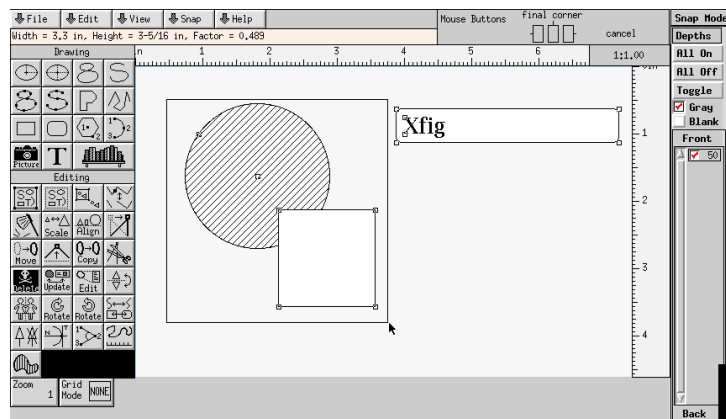 File Edit View Snap Help
Mouse Buttons final corner cancel
Snap Mode
Width = 3.3 in, Height = 3-5/16 in, Factor = 0.489
Depths
Drawing
n 1 2 3 4 5 6 1:1.00
All On
All Off
Toggle
Gray
Blank
Front
50
Xfig
1
2
3
4
Picture T
Editing
Scale Align
Move Copy
Delete Update Edit
Rotate Rotate
Zoom 1 Grid Mode NONE
Back